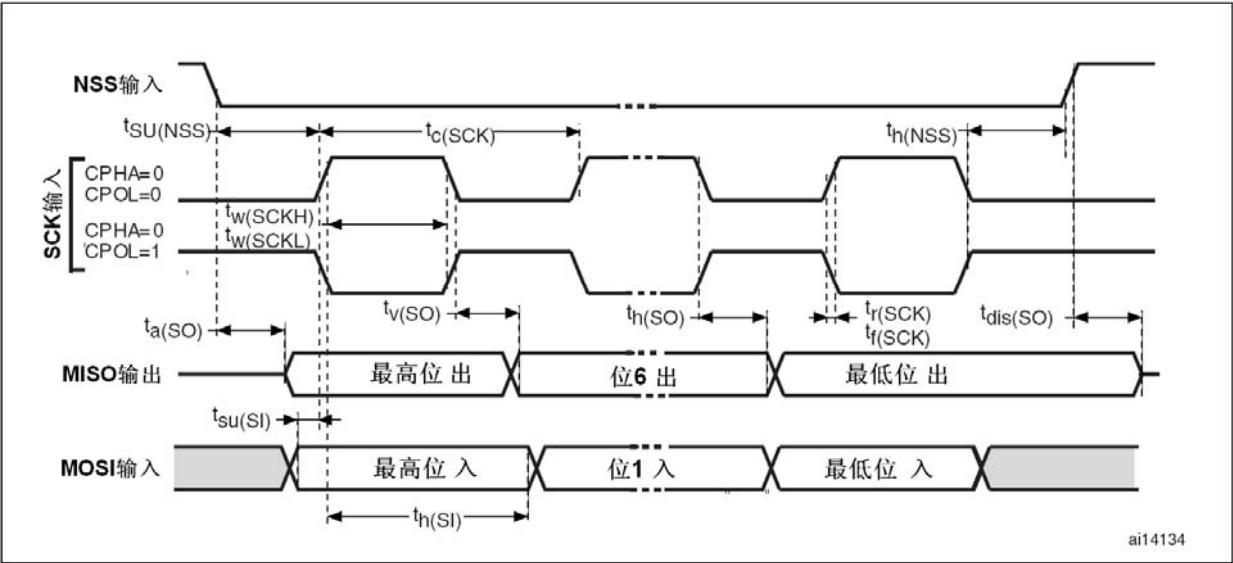 NSS输入
tSU(NSS)
tc(SCK)
th(NSS)
SCK输入
CPHA=0
CPOL=0
CPHA=0
CPOL=1
tw(SCKH)
tw(SCKL)
ta(SO)
tv(SO)
th(SO)
tr(SCK)
tf(SCK)
tdis(SO)
MISO输出
最高位 出
位6 出
最低位 出
tsu(SI)
MOSI输入
最高位 入
位1 入
最低位 入
th(SI)
ai14134